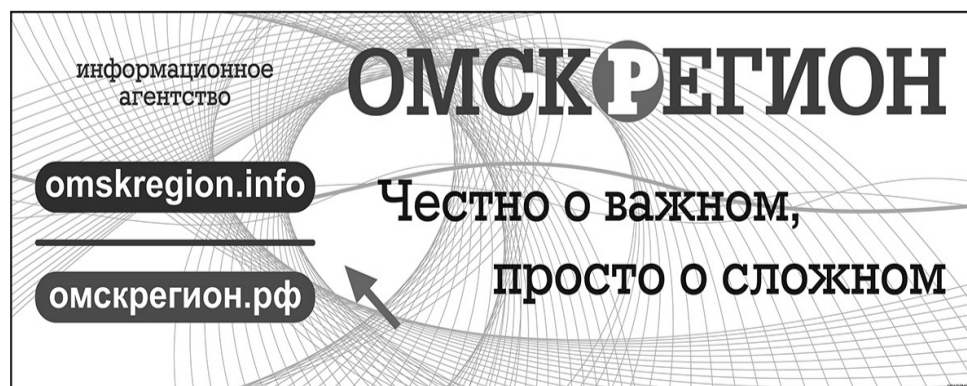 информационное
агентство
ОМСКРЕГИОН
omskregion.info
омскрегион.рф
Честно о важном,
просто о сложном